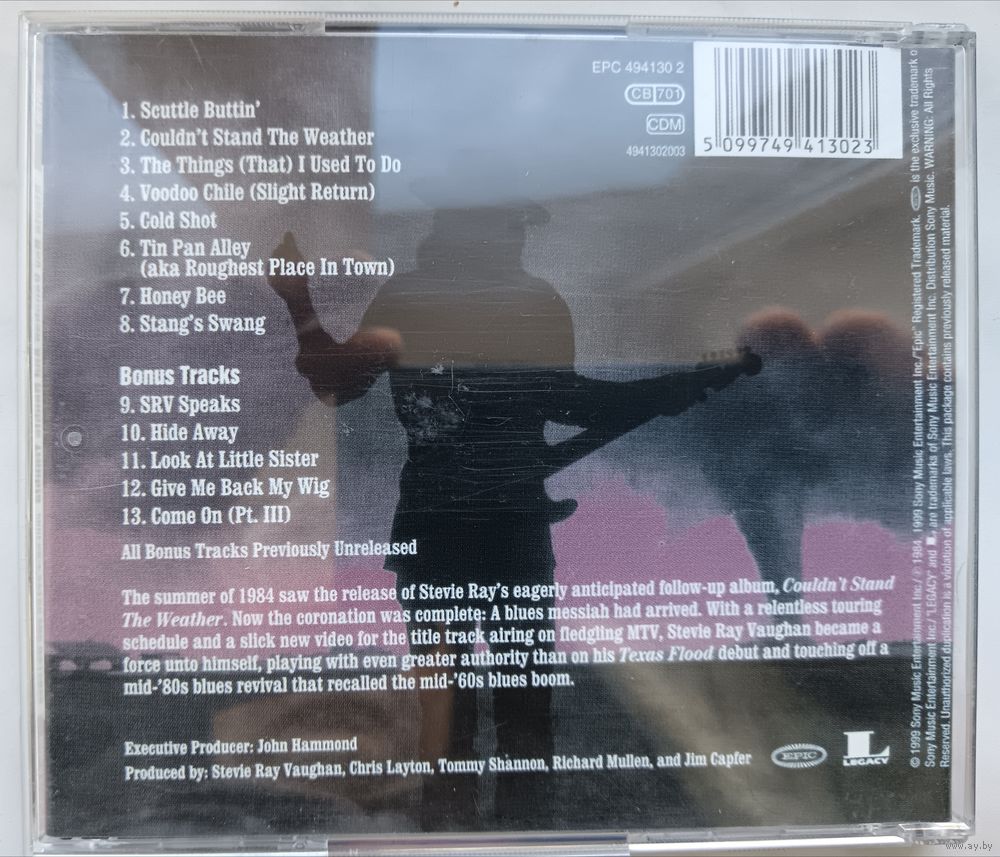 EPC 494130 2
CB 701
CDM
4941302003
5 099749 413023
1. Scuttle Buttin'
2. Couldn't Stand The Weather
3. The Things (That) I Used To Do
4. Voodoo Chile (Slight Return)
5. Cold Shot
6. Tin Pan Alley
(aka Roughest Place In Town)
7. Honey Bee
8. Stang's Swang
Bonus Tracks
9. SRV Speaks
10. Hide Away
11. Look At Little Sister
12. Give Me Back My Wig
13. Come On (Pt. III)
All Bonus Tracks Previously Unreleased
The summer of 1984 saw the release of Stevie Ray's eagerly anticipated follow-up album, Couldn't Stand
The Weather. Now the coronation was complete: A blues messiah had arrived. With a relentless touring
schedule and a slick new video for the title track airing on fledgling MTV, Stevie Ray Vaughan became a
force unto himself, playing with even greater authority than on his Texas Flood debut and touching off a
mid-'80s blues revival that recalled the mid-'60s blues boom.
Executive Producer: John Hammond
Produced by: Stevie Ray Vaughan, Chris Layton, Tommy Shannon, Richard Mullen, and Jim Capfer
EPIC
L
LEGACY
© 1999 Sony Music Entertainment Inc./ ℗ 1984, 1999 Sony Music Entertainment Inc./"Epic" Registered Trademark. is the exclusive trademark o
Sony Music Entertainment Inc./ "LEGACY" and L are trademarks of Sony Music Entertainment Inc. Distribution Sony Music. WARNING: All Rights
Reserved. Unauthorized duplication is a violation of applicable laws. This package contains previously released material.
www.ay.by